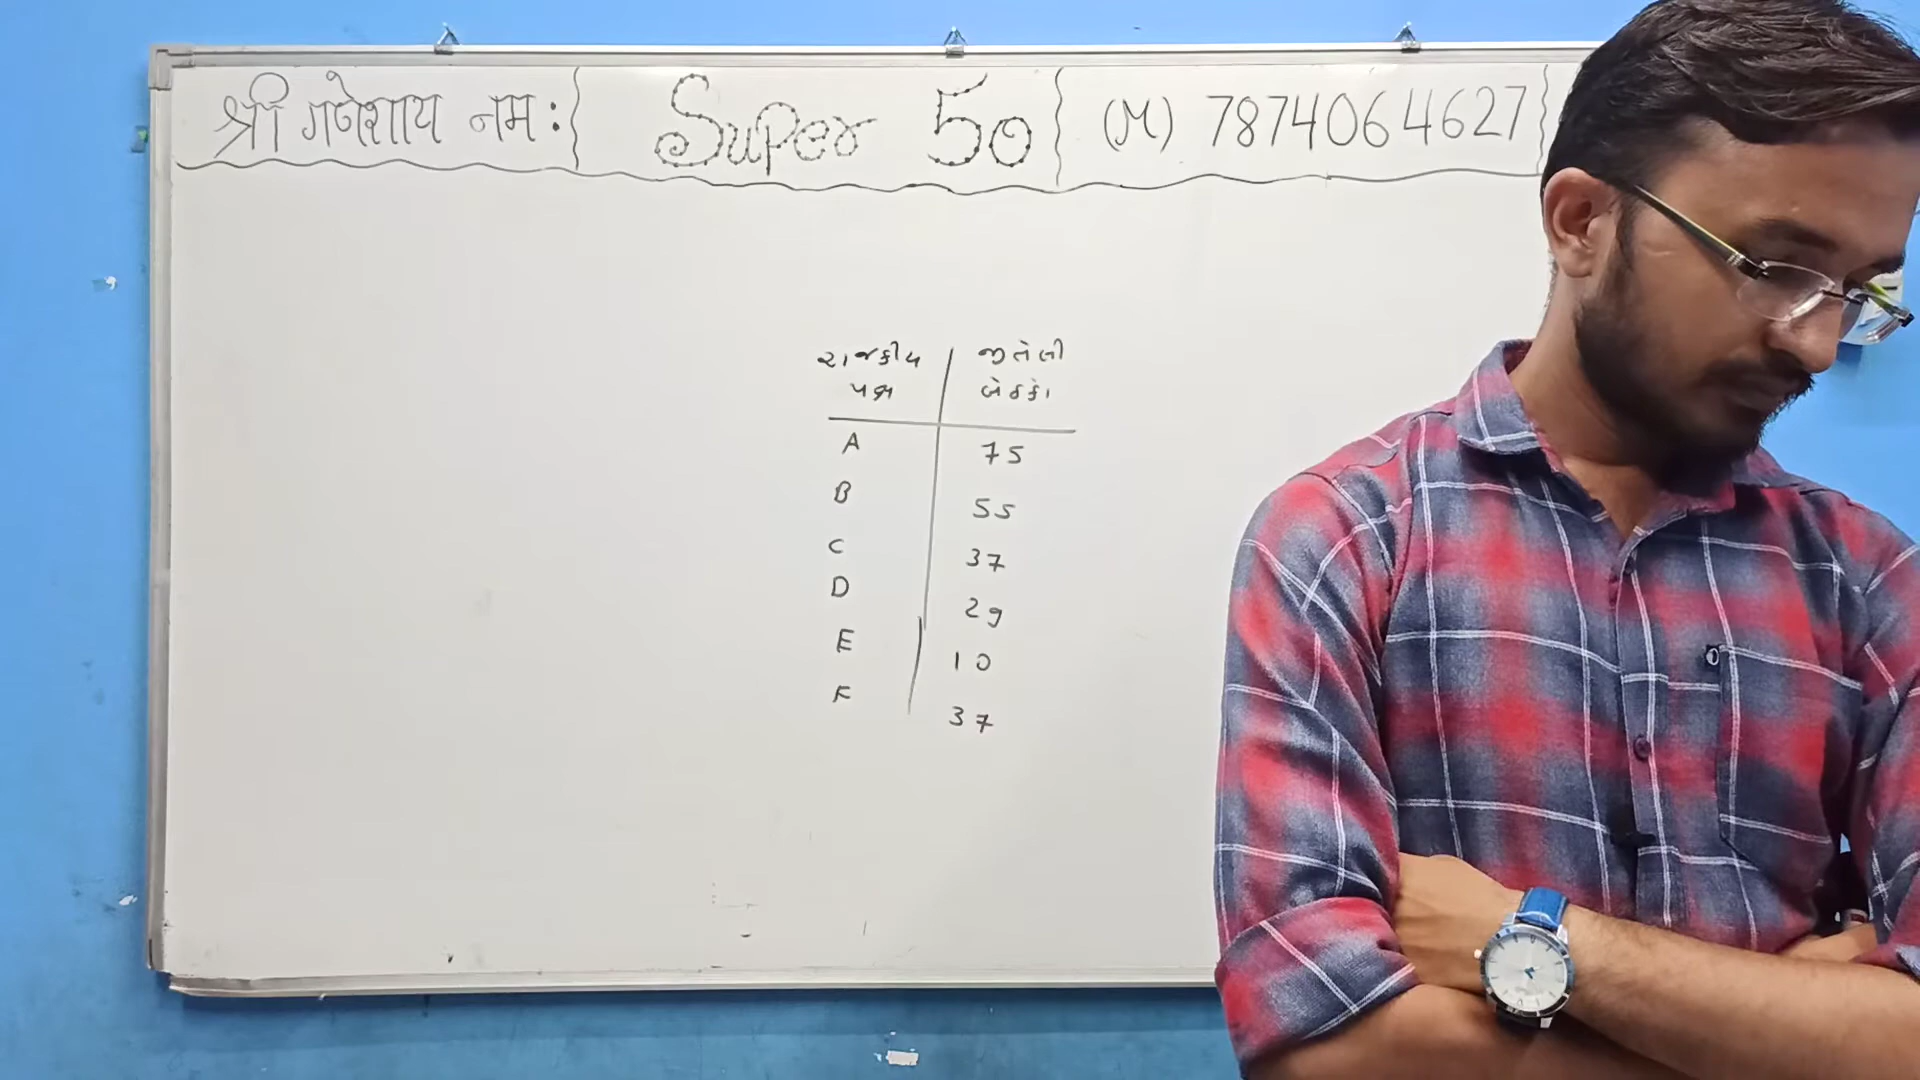 श्री गणेशाय नमः Super 50 (M) 7874064627
રાજકીય જીતેલી
પક્ષ બેઠકો
A 75
B 55
C 37
D 29
E 10
F 37